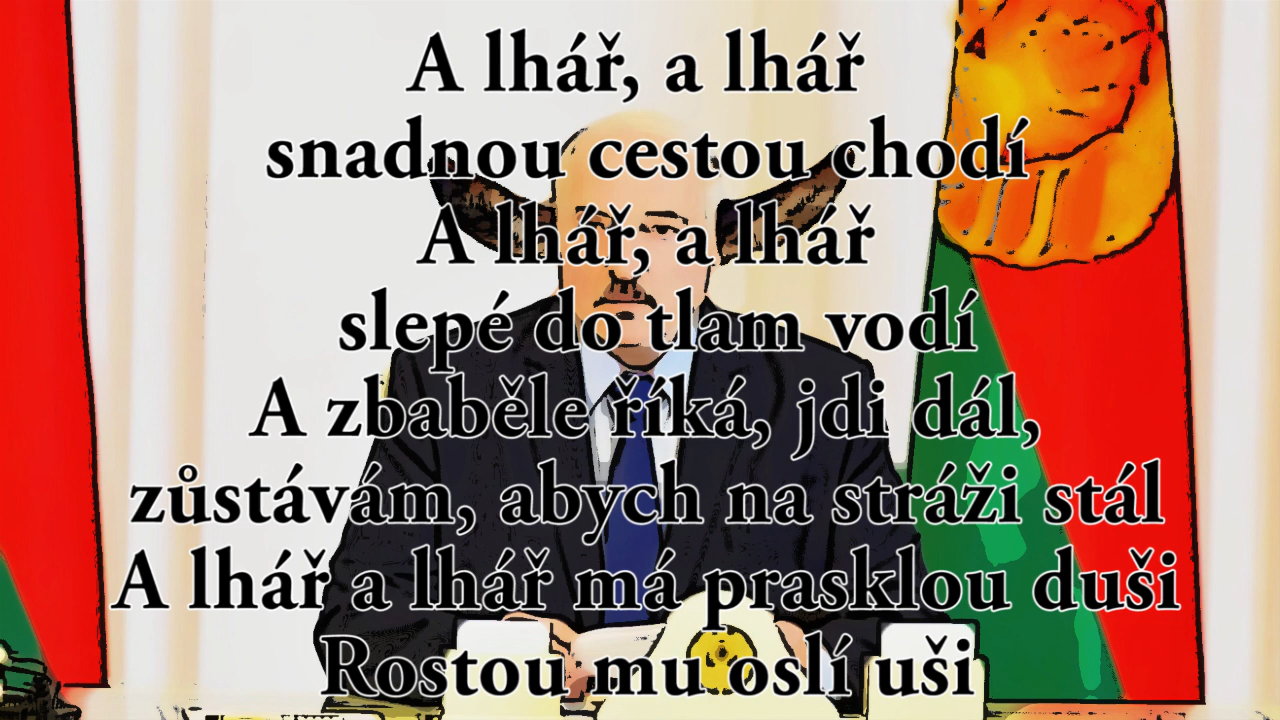 A lhář, a lhář
snadnou cestou chodí
A lhář, a lhář
slepé do tlam vodí
A zbaběle říká, jdi dál,
zůstávám, abych na stráži stál
A lhář a lhář má prasklou duši
Rostou mu oslí uši